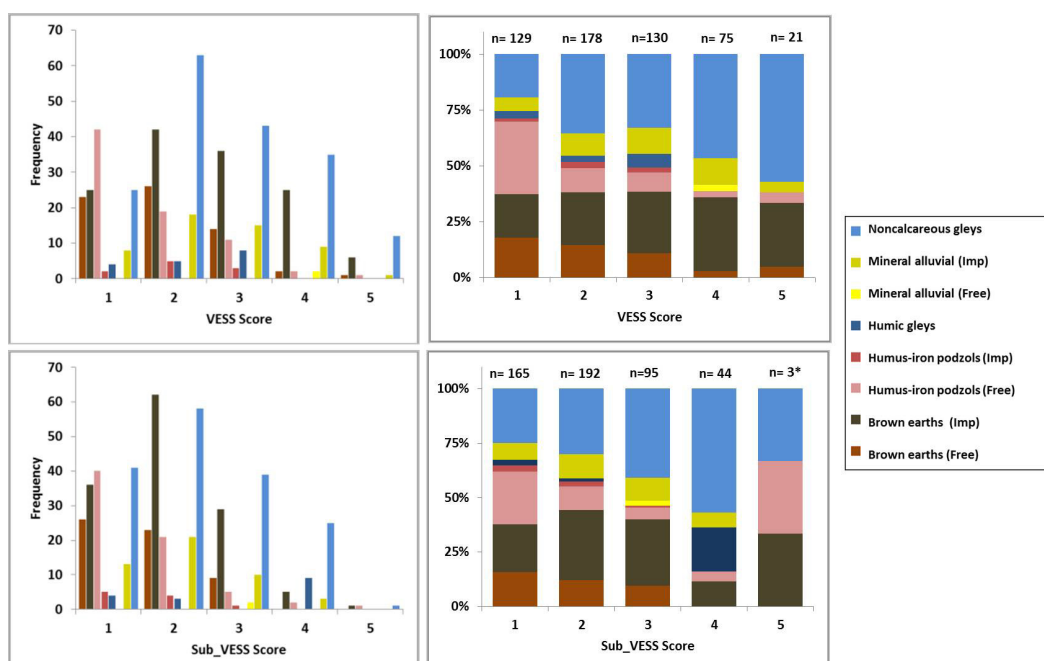 70
60
50
40
30
20
10
0
Frequency
1 2 3 4 5
VESS Score
n= 129 n= 178 n=130 n= 75 n= 21
100%
75%
50%
25%
0%
1 2 3 4 5
VESS Score
70
60
50
40
30
20
10
0
Frequency
1 2 3 4 5
Sub_VESS Score
n= 165 n= 192 n=95 n= 44 n= 3*
100%
75%
50%
25%
0%
1 2 3 4 5
Sub_VESS Score
Noncalcareous gleys
Mineral alluvial (Imp)
Mineral alluvial (Free)
Humic gleys
Humus-iron podzols (Imp)
Humus-iron podzols (Free)
Brown earths (Imp)
Brown earths (Free)